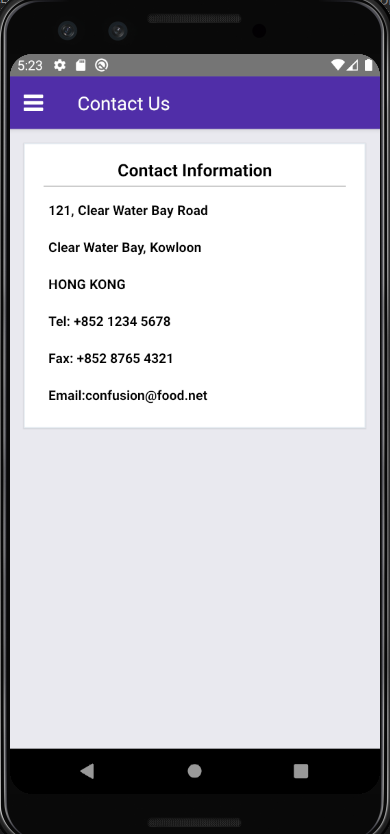 5:23
Contact Us
Contact Information
121, Clear Water Bay Road
Clear Water Bay, Kowloon
HONG KONG
Tel: +852 1234 5678
Fax: +852 8765 4321
Email:confusion@food.net